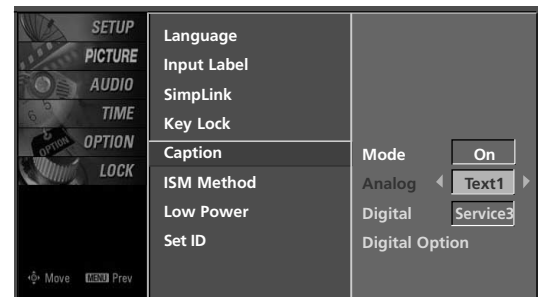 SETUP
PICTURE
AUDIO
TIME
OPTION
LOCK
Move MENU Prev
Language
Input Label
SimpLink
Key Lock
Caption
ISM Method
Low Power
Set ID
Mode On
Analog Text1
Digital Service3
Digital Option